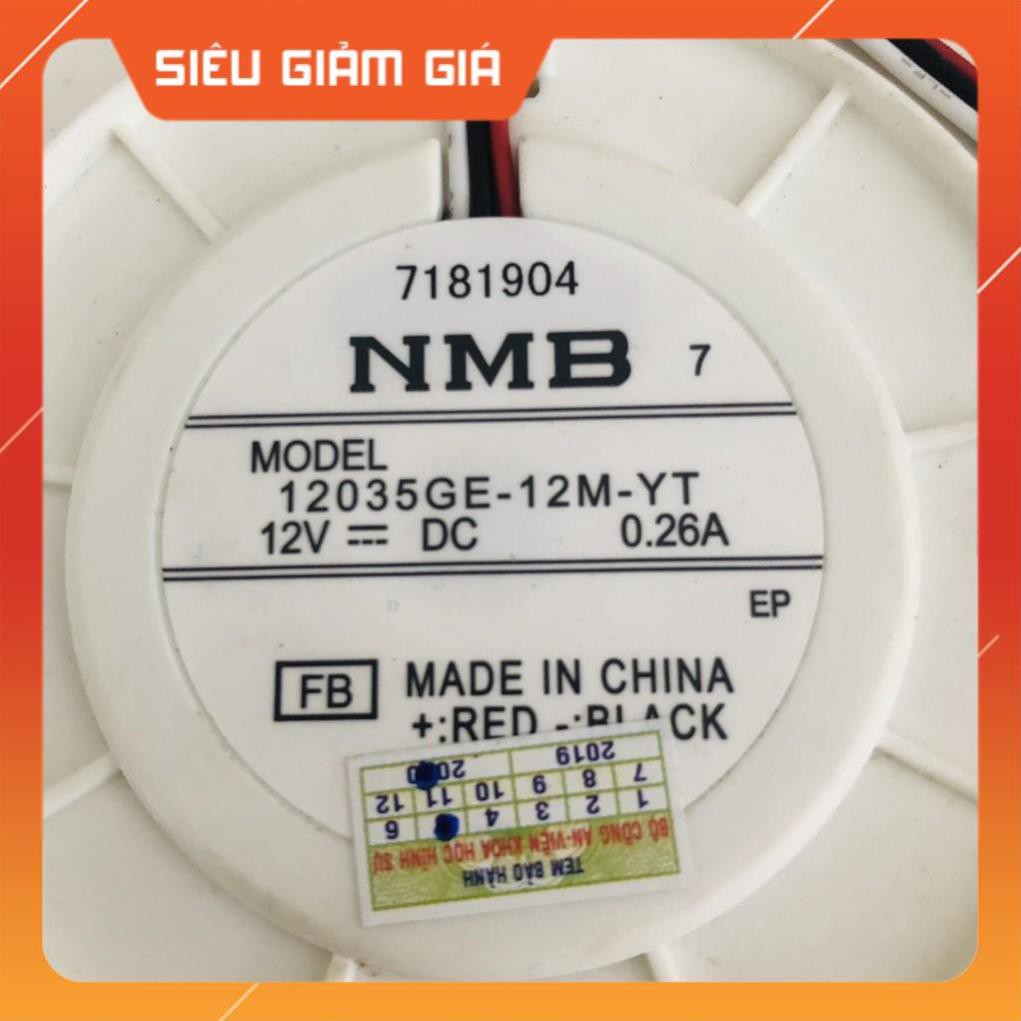 SIÊU GIẢM GIÁ
7181904
NMB 7
MODEL
12035GE-12M-YT
12V DC 0.26A
EP
FB MADE IN CHINA
+:RED -:BLACK
TEM BẢO HÀNH
BỘ CÔNG AN-VIỆN KHOA HỌC HÌNH SỰ
1 2 3 4 6
7 8 9 10 11 12
2019 2020